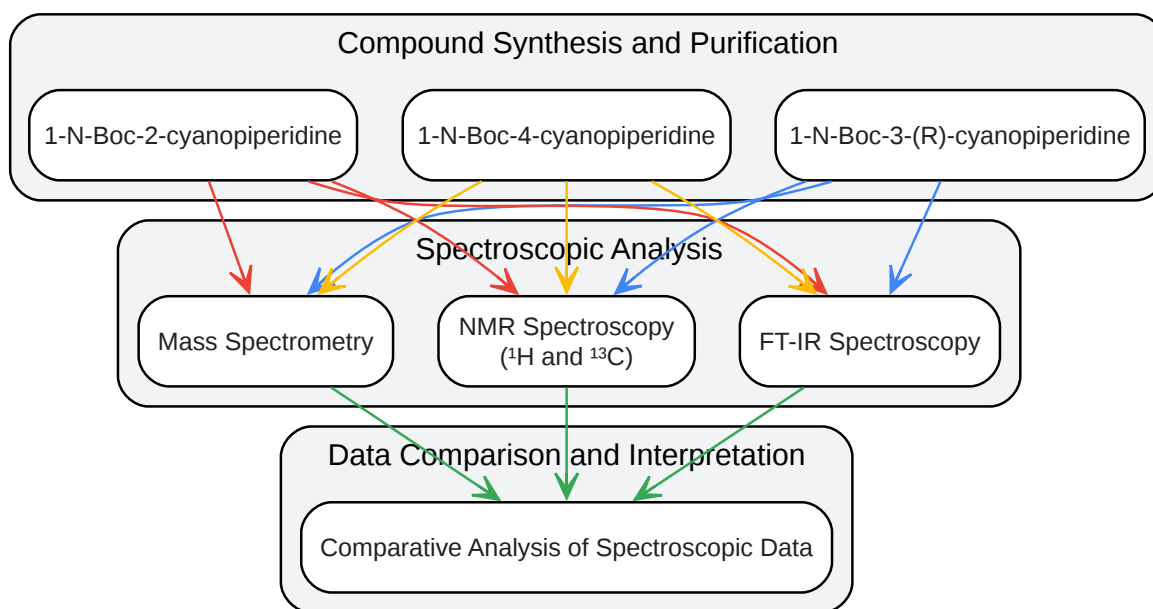 Compound Synthesis and Purification
1-N-Boc-2-cyanopiperidine
1-N-Boc-4-cyanopiperidine
1-N-Boc-3-(R)-cyanopiperidine
Spectroscopic Analysis
Mass Spectrometry
NMR Spectroscopy
(¹H and ¹³C)
FT-IR Spectroscopy
Data Comparison and Interpretation
Comparative Analysis of Spectroscopic Data